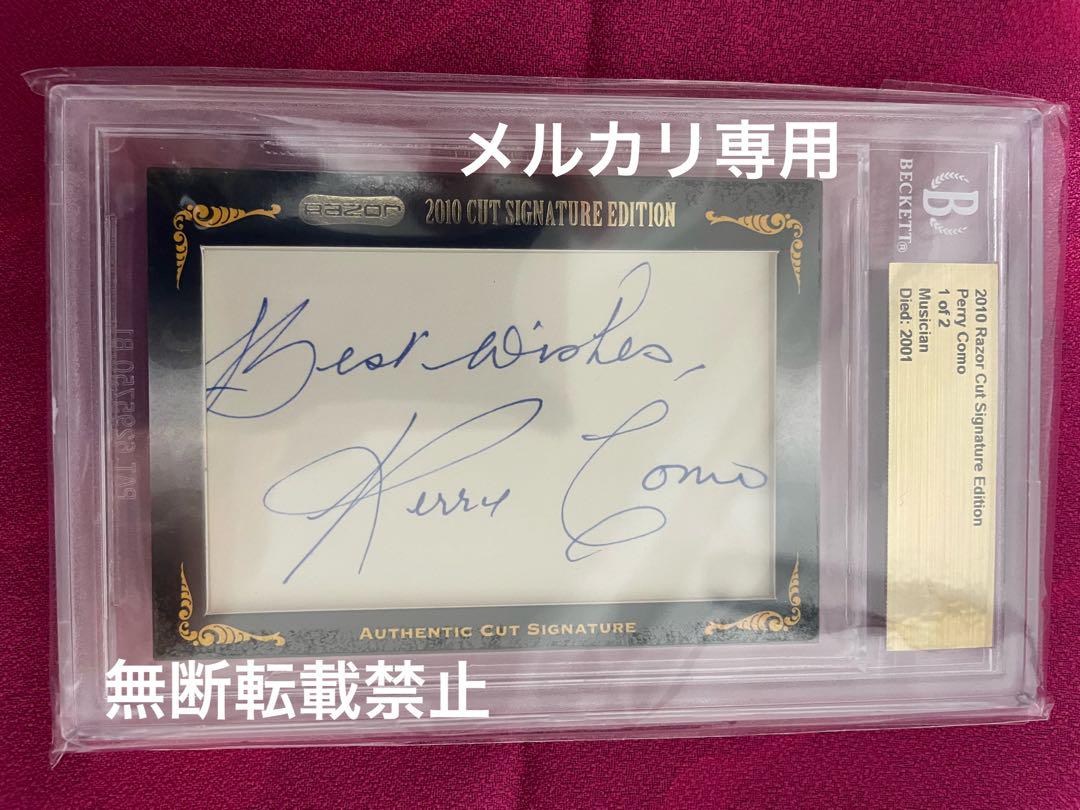 メルカリ専用
Razor 2010 CUT SIGNATURE EDITION
Best Wishes,
Perry Como
AUTHENTIC CUT SIGNATURE
B
BECKETT®
2010 Razor Cut Signature Edition
Perry Como
1 of 2
Musician
Died: 2001
無断転載禁止